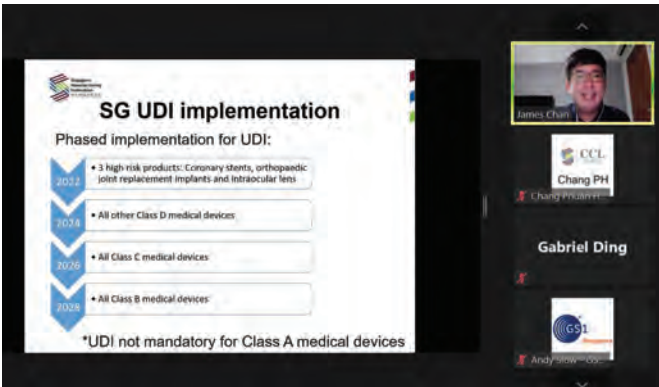 SG UDI implementation
Phased implementation for UDI:
2022
• 3 high risk products: Coronary stents, orthopaedic
joint replacement implants and intraocular lens
2024
• All other Class D medical devices
2026
• All Class C medical devices
2028
• All Class B medical devices
*UDI not mandatory for Class A medical devices
James Chan
CCL
Chang PH
Gabriel Ding
GS1